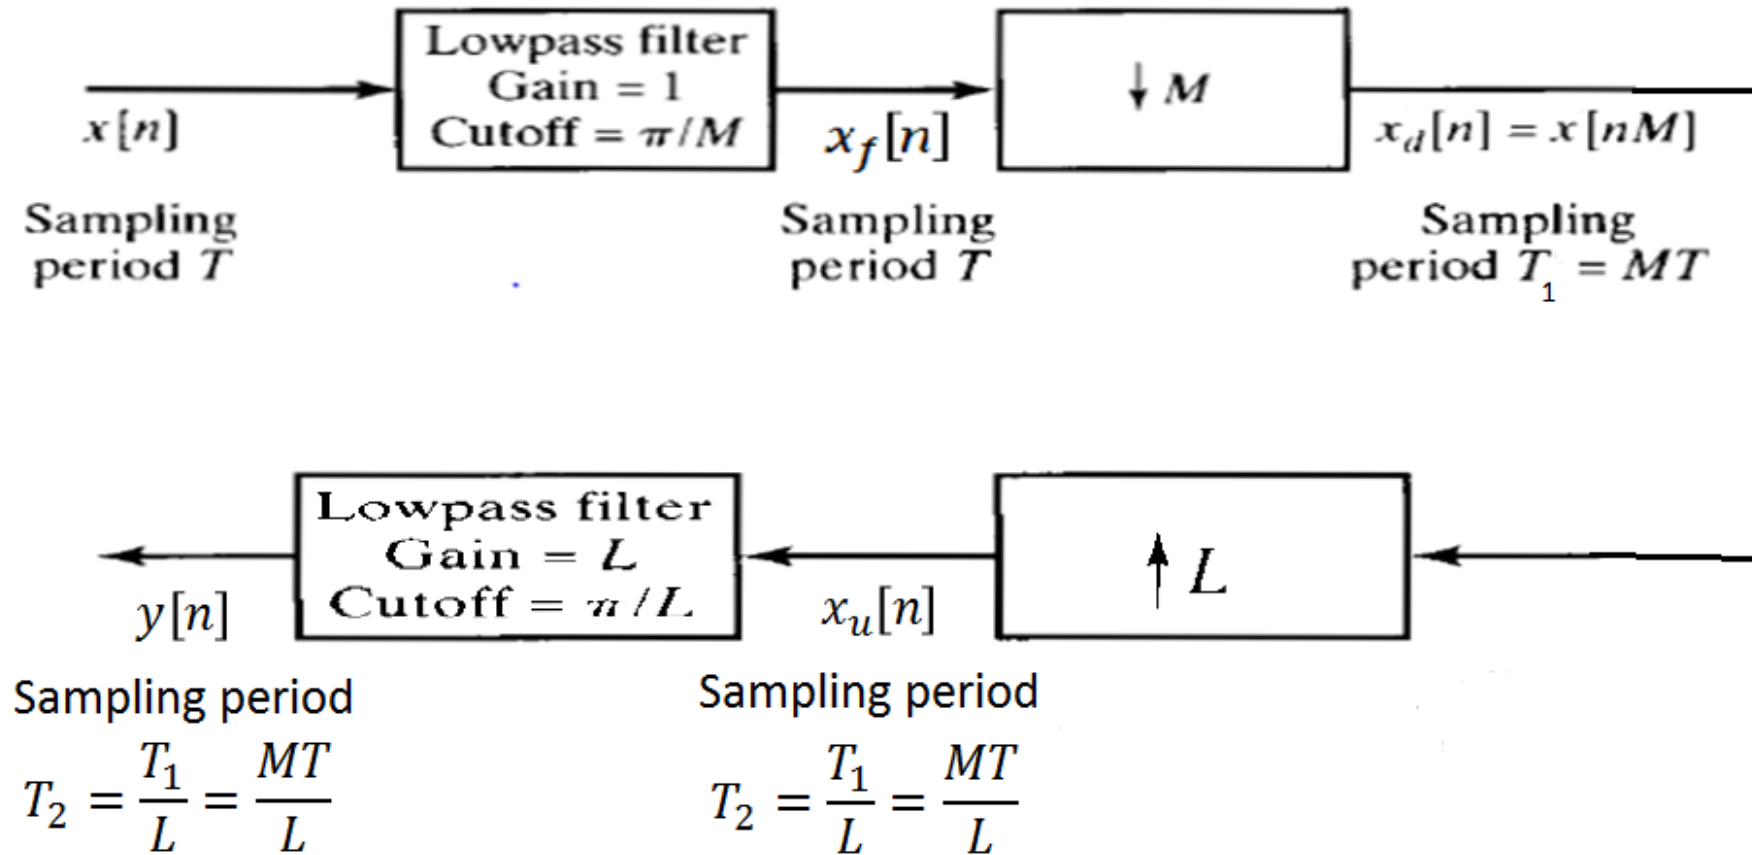 Lowpass filter
Gain = 1
Cutoff = π/M
↓ M
x[n]
x_f[n]
x_d[n] = x[nM]
Sampling
period T
Sampling
period T
Sampling
period T_1 = MT
Lowpass filter
Gain = L
Cutoff = π/L
↑ L
y[n]
x_u[n]
Sampling period
T_2 = T_1/L = MT/L
Sampling period
T_2 = T_1/L = MT/L